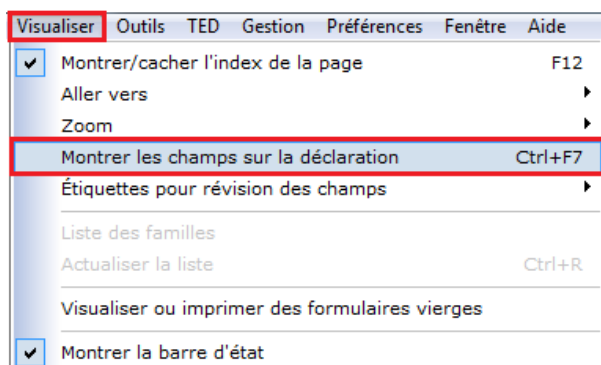 Visualiser Outils TED Gestion Préférences Fenêtre Aide
Montrer/cacher l'index de la page F12
Aller vers
Zoom
Montrer les champs sur la déclaration Ctrl+F7
Étiquettes pour révision des champs
Liste des familles
Actualiser la liste Ctrl+R
Visualiser ou imprimer des formulaires vierges
Montrer la barre d'état